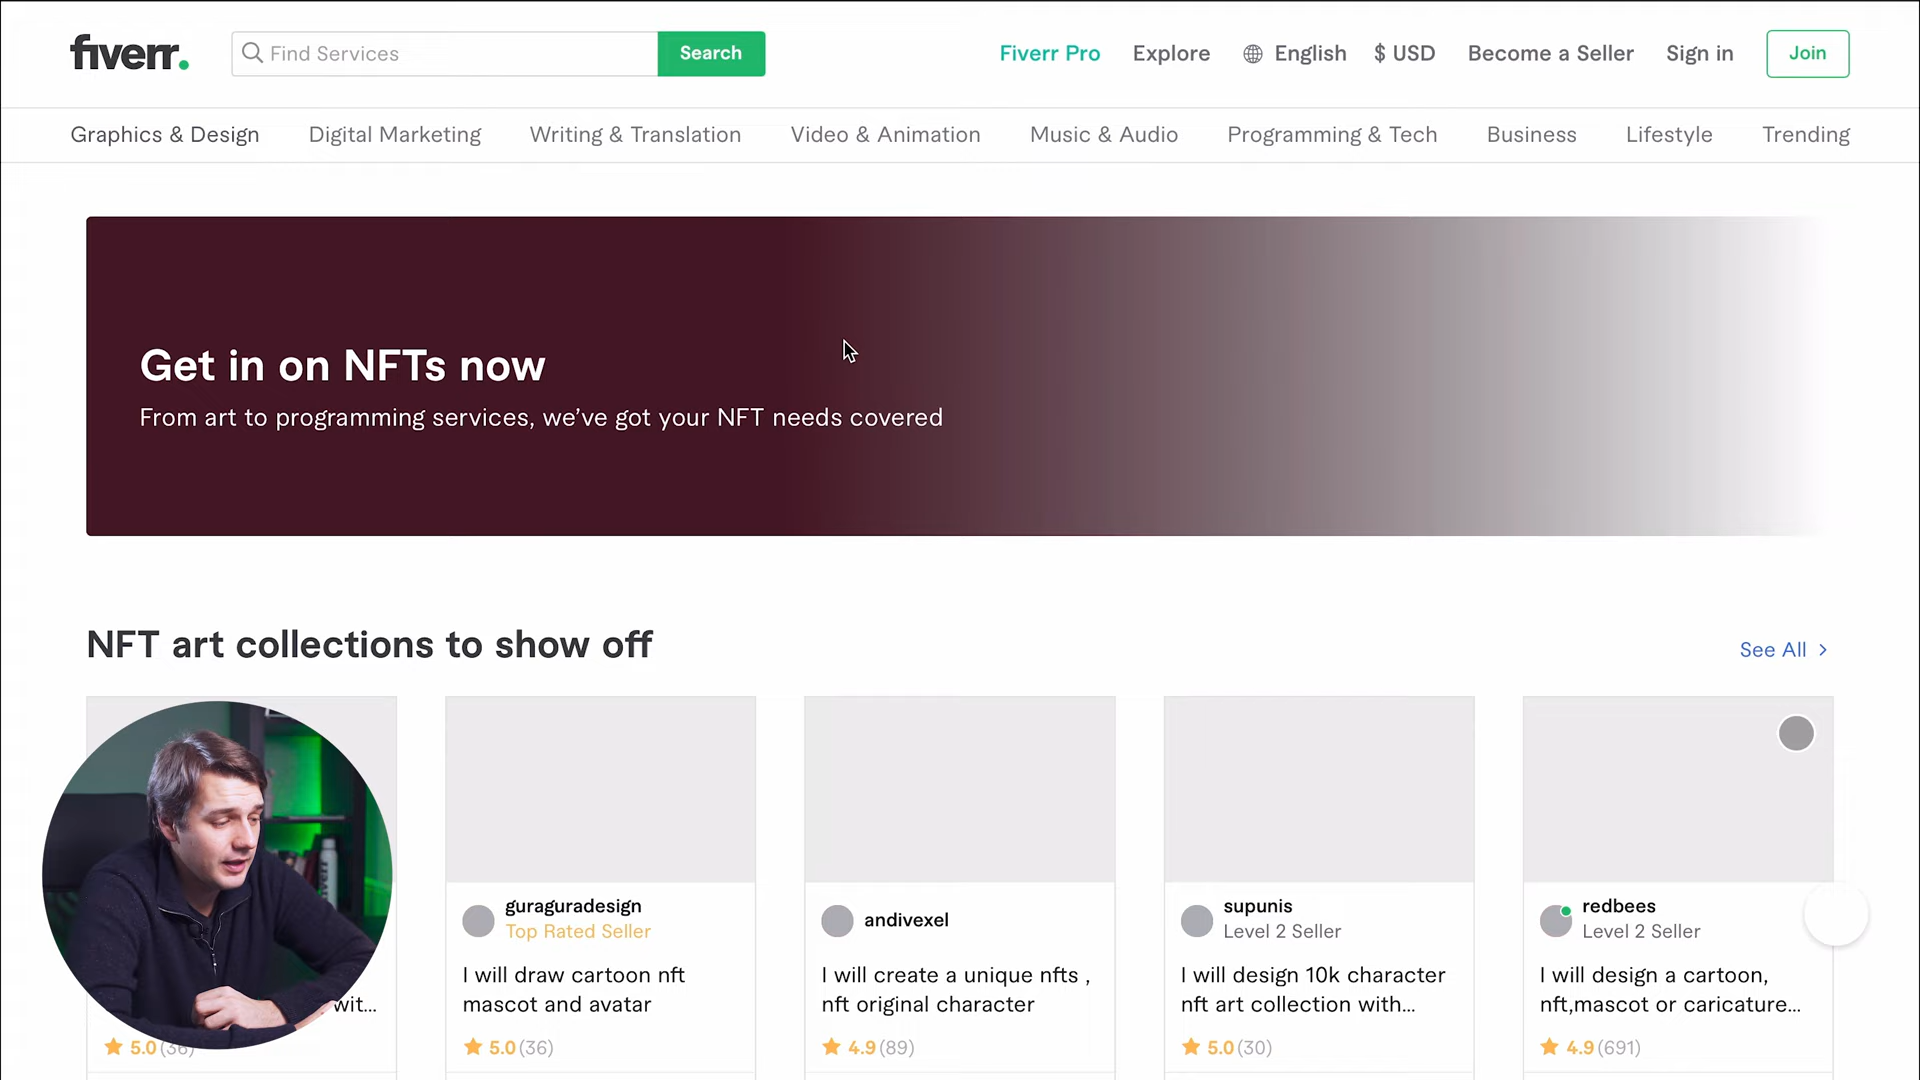 fiverr.
Find Services
Search
Fiverr Pro
Explore
English
$ USD
Become a Seller
Sign in
Join
Graphics & Design
Digital Marketing
Writing & Translation
Video & Animation
Music & Audio
Programming & Tech
Business
Lifestyle
Trending
Get in on NFTs now
From art to programming services, we’ve got your NFT needs covered
NFT art collections to show off
See All
wit...
5.0 (36)
guraguradesign
Top Rated Seller
I will draw cartoon nft
mascot and avatar
5.0 (36)
andivexel
I will create a unique nfts ,
nft original character
4.9 (89)
supunis
Level 2 Seller
I will design 10k character
nft art collection with...
5.0 (30)
redbees
Level 2 Seller
I will design a cartoon,
nft,mascot or caricature...
4.9 (691)